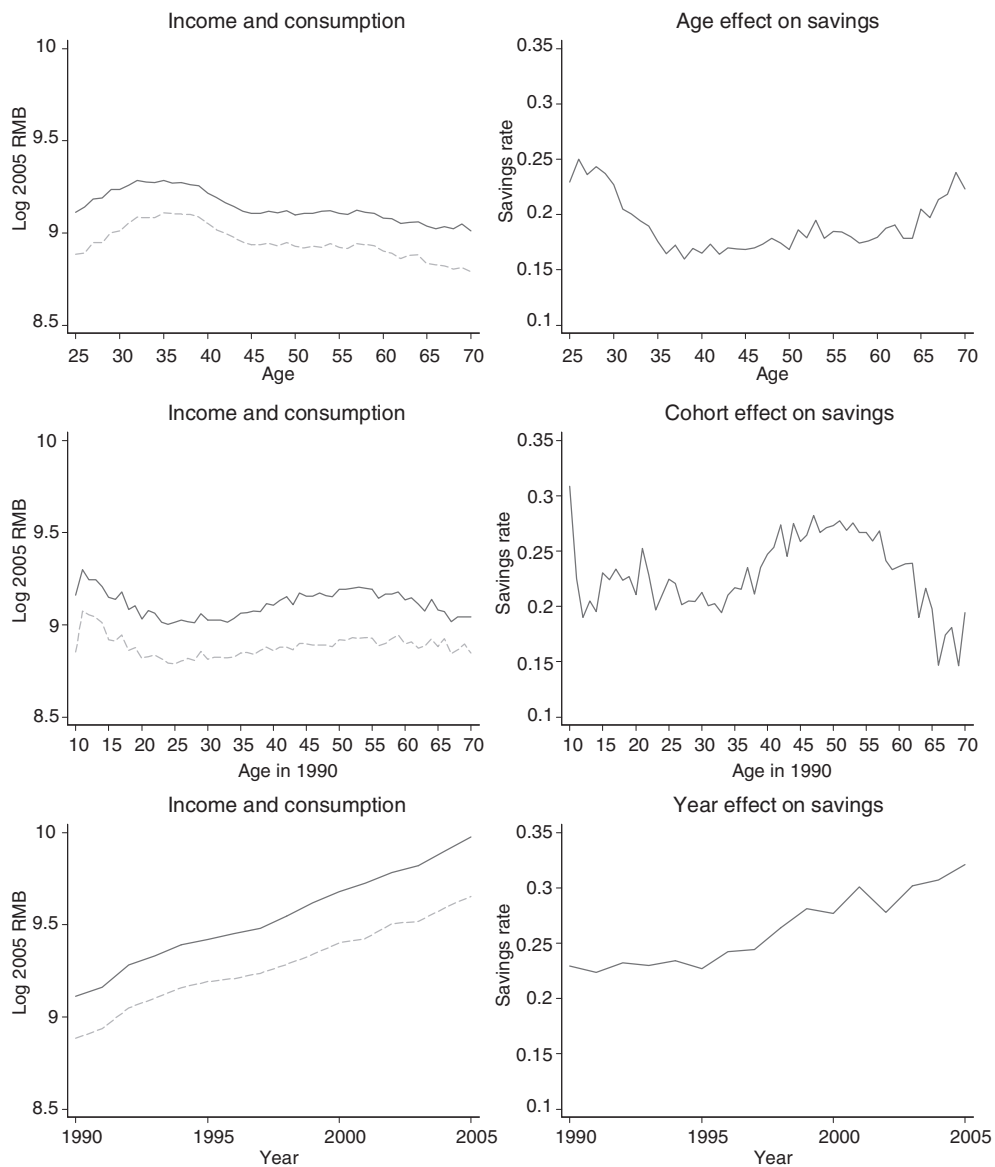 Income and consumption
Log 2005 RMB
10
9.5
9
8.5
25 30 35 40 45 50 55 60 65 70
Age
Age effect on savings
Savings rate
0.35
0.3
0.25
0.2
0.15
0.1
25 30 35 40 45 50 55 60 65 70
Age
Income and consumption
Log 2005 RMB
10
9.5
9
8.5
10 15 20 25 30 35 40 45 50 55 60 65 70
Age in 1990
Cohort effect on savings
Savings rate
0.35
0.3
0.25
0.2
0.15
0.1
10 15 20 25 30 35 40 45 50 55 60 65 70
Age in 1990
Income and consumption
Log 2005 RMB
10
9.5
9
8.5
1990 1995 2000 2005
Year
Year effect on savings
Savings rate
0.35
0.3
0.25
0.2
0.15
0.1
1990 1995 2000 2005
Year